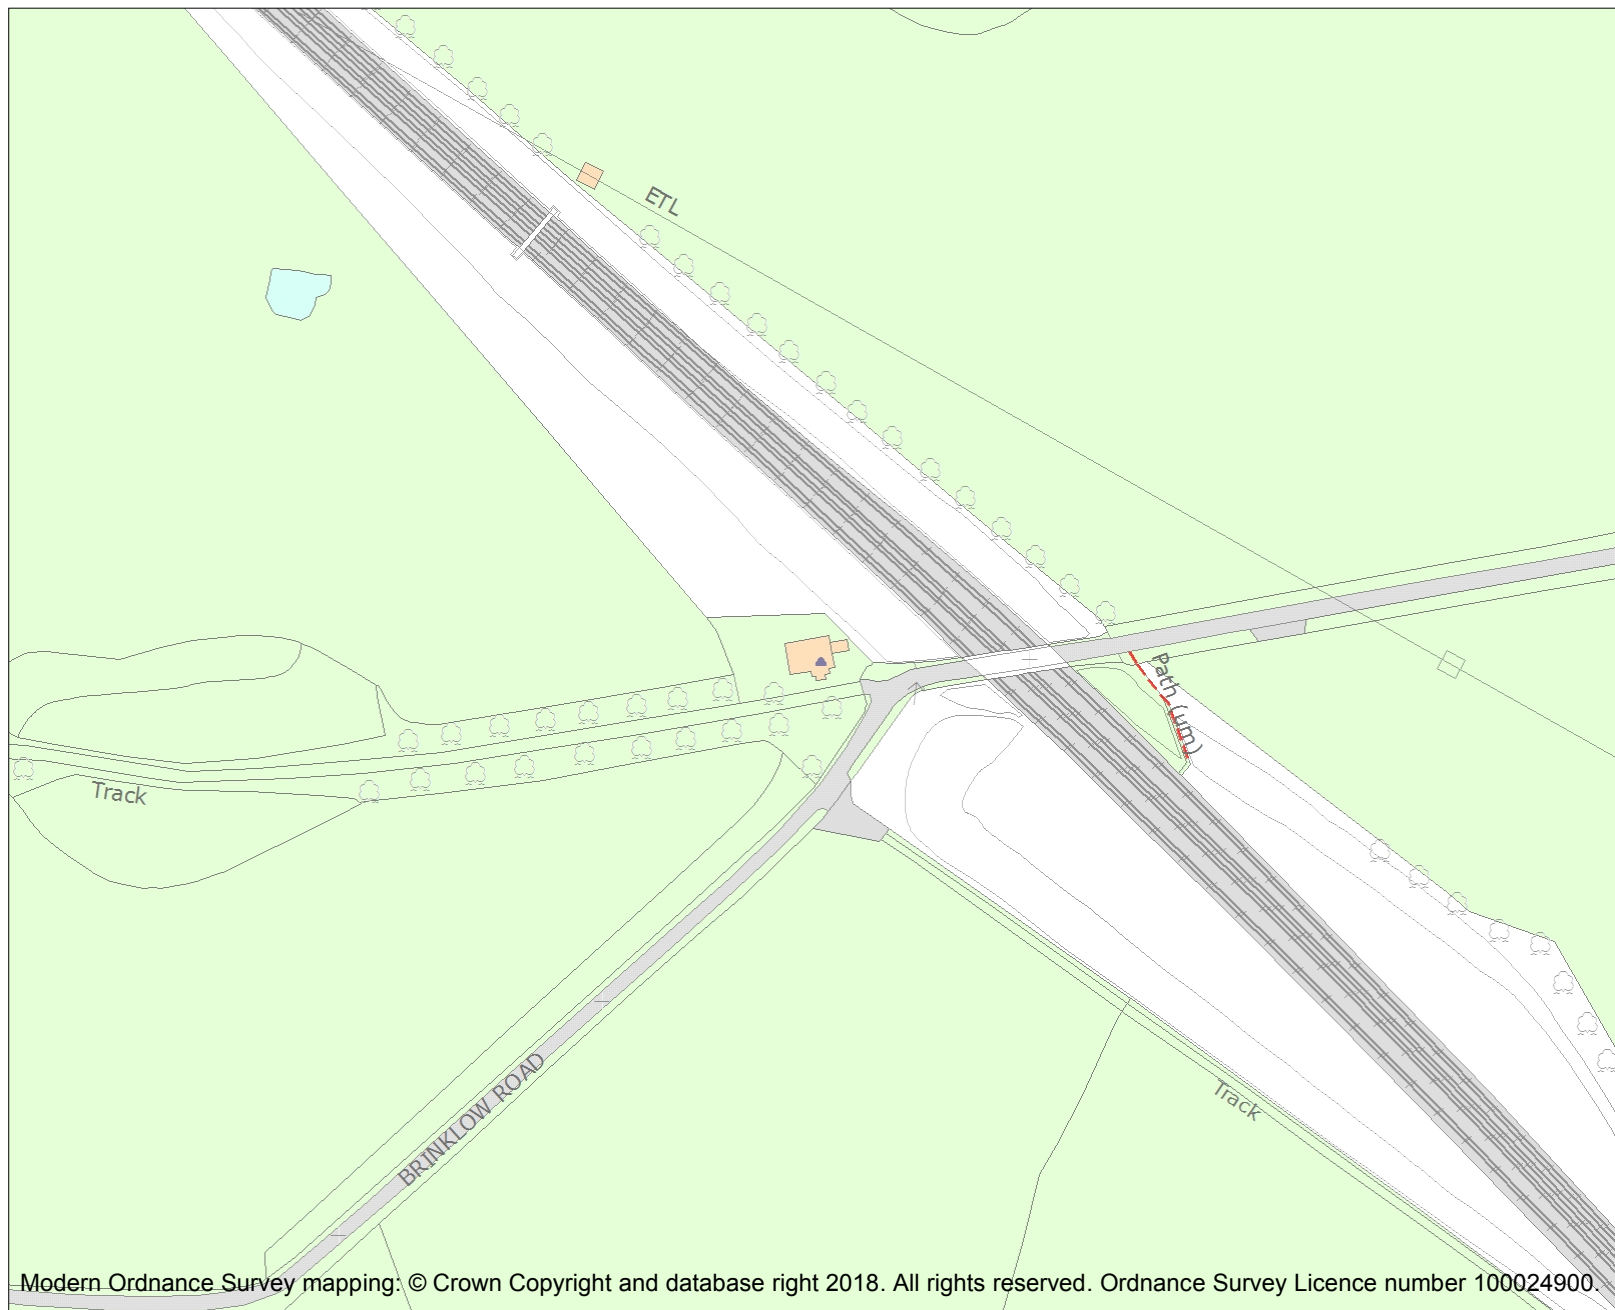 ETL
Path (um)
Track
BRINKLOW ROAD
Track
Modern Ordnance Survey mapping: © Crown Copyright and database right 2018. All rights reserved. Ordnance Survey Licence number 100024900.